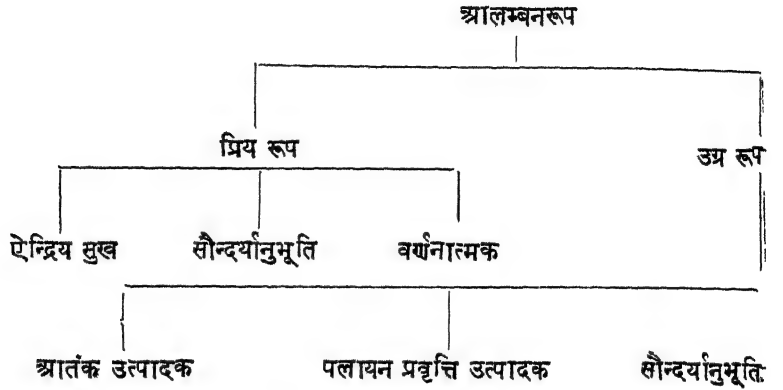 आलम्बनरूप
प्रिय रूप उग्र रूप
ऐन्द्रिय सुख सौन्दर्यानुभूति वर्णनात्मक
आतंक उत्पादक पलायन प्रवृत्ति उत्पादक सौन्दर्यानुभूति